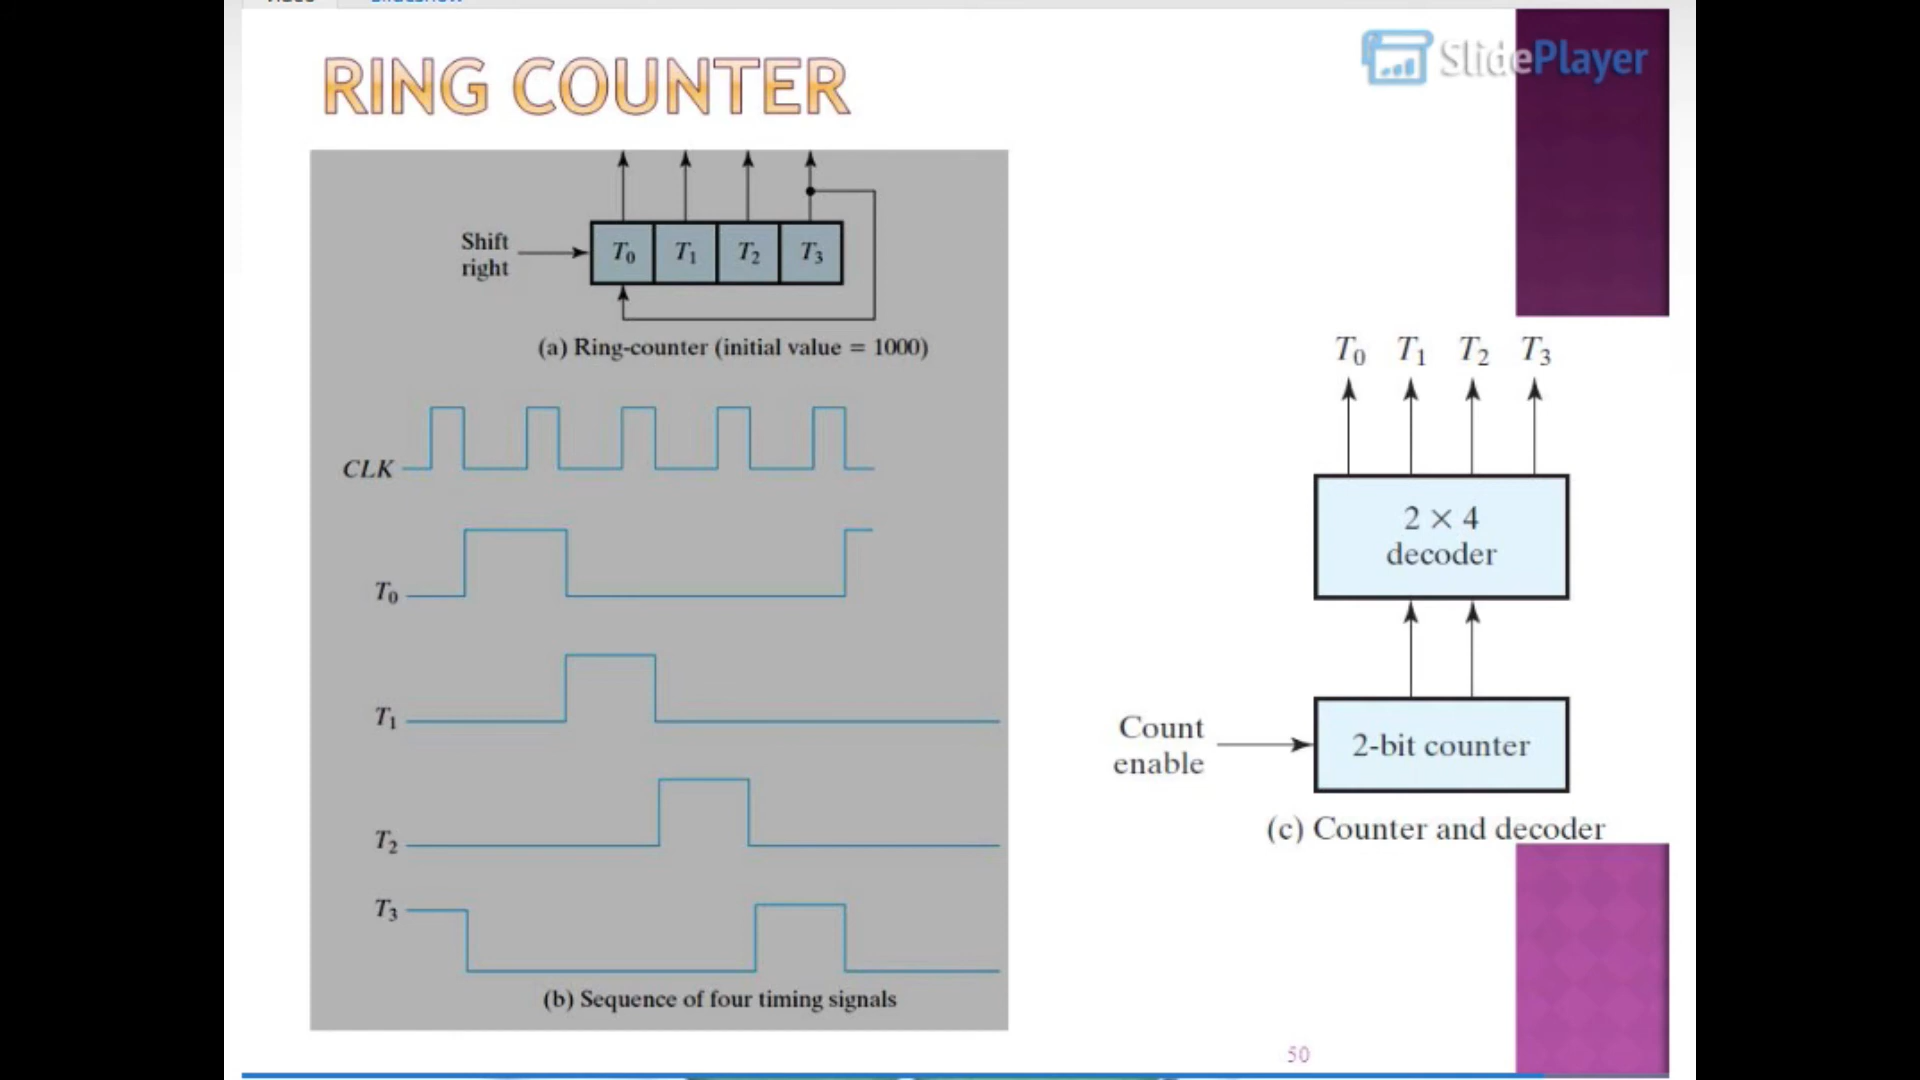 RING COUNTER
SlidePlayer
Shift
right
T0 T1 T2 T3
(a) Ring-counter (initial value = 1000)
CLK
T0
T1
T2
T3
(b) Sequence of four timing signals
T0 T1 T2 T3
2 × 4
decoder
Count
enable
2-bit counter
(c) Counter and decoder
50